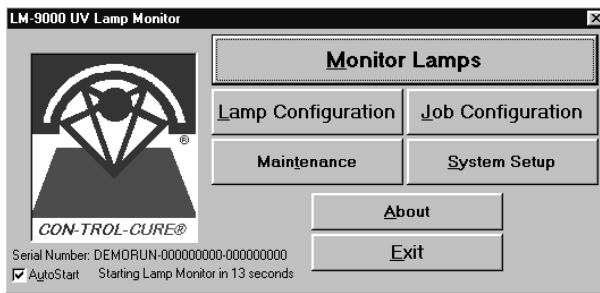 LM-9000 UV Lamp Monitor
Monitor Lamps
Lamp Configuration
Job Configuration
Maintenance
System Setup
®
About
CON-TROL-CURE®
Exit
Serial Number: DEMORUN-000000000-000000000
AutoStart Starting Lamp Monitor in 13 seconds